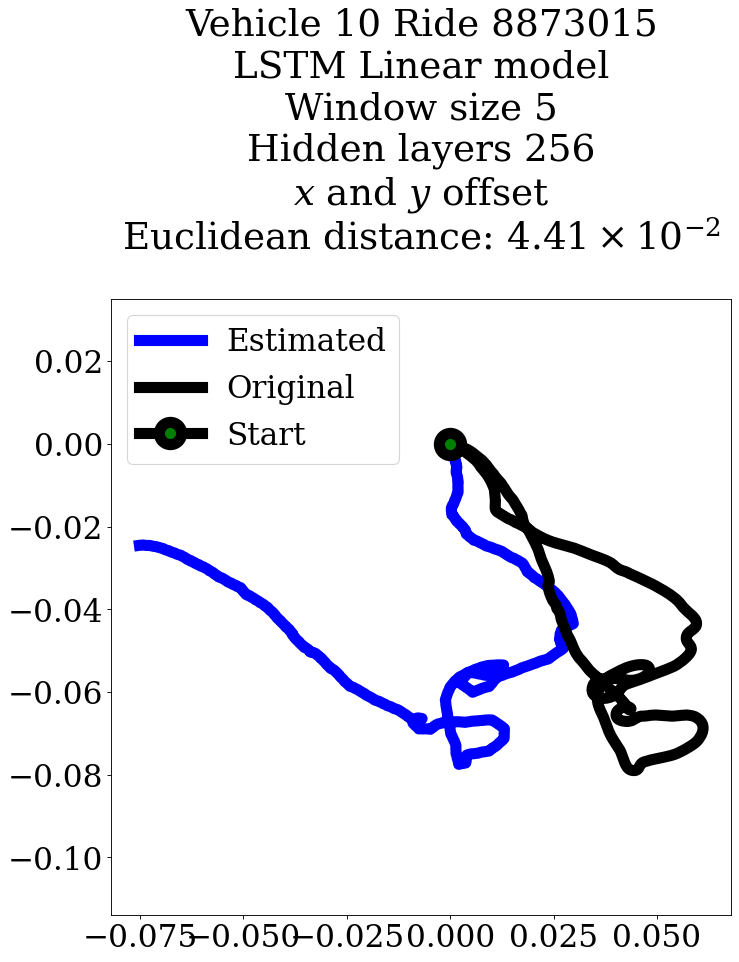 Vehicle 10 Ride 8873015
LSTM Linear model
Window size 5
Hidden layers 256
x and y offset
Euclidean distance: 4.41 × 10⁻²
Estimated
Original
Start
0.02
0.00
−0.02
−0.04
−0.06
−0.08
−0.10
−0.075 −0.050 −0.025 0.000 0.025 0.050